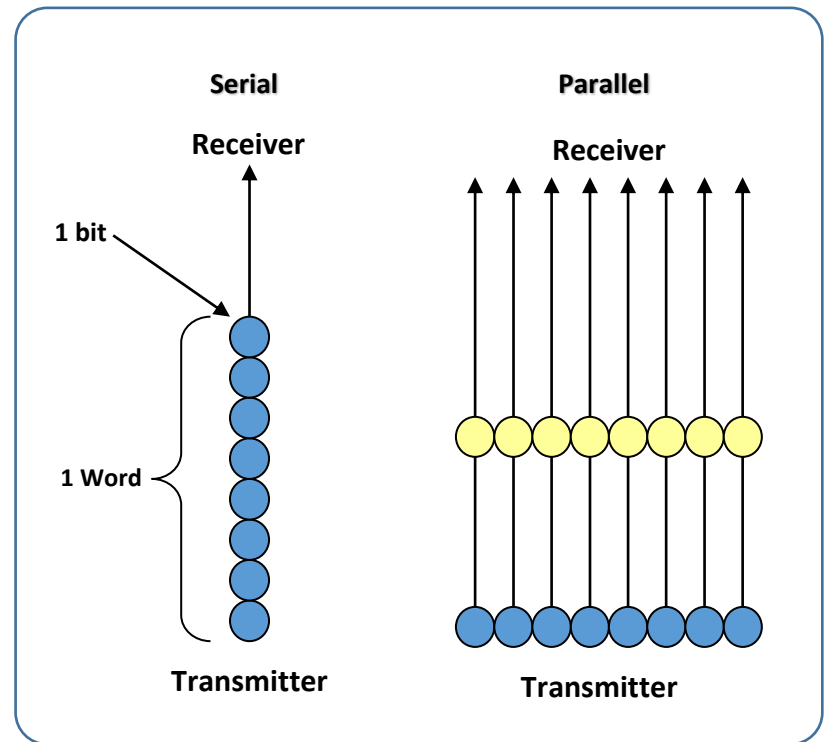 Serial
Receiver
1 bit
1 Word
Transmitter
Parallel
Receiver
Transmitter